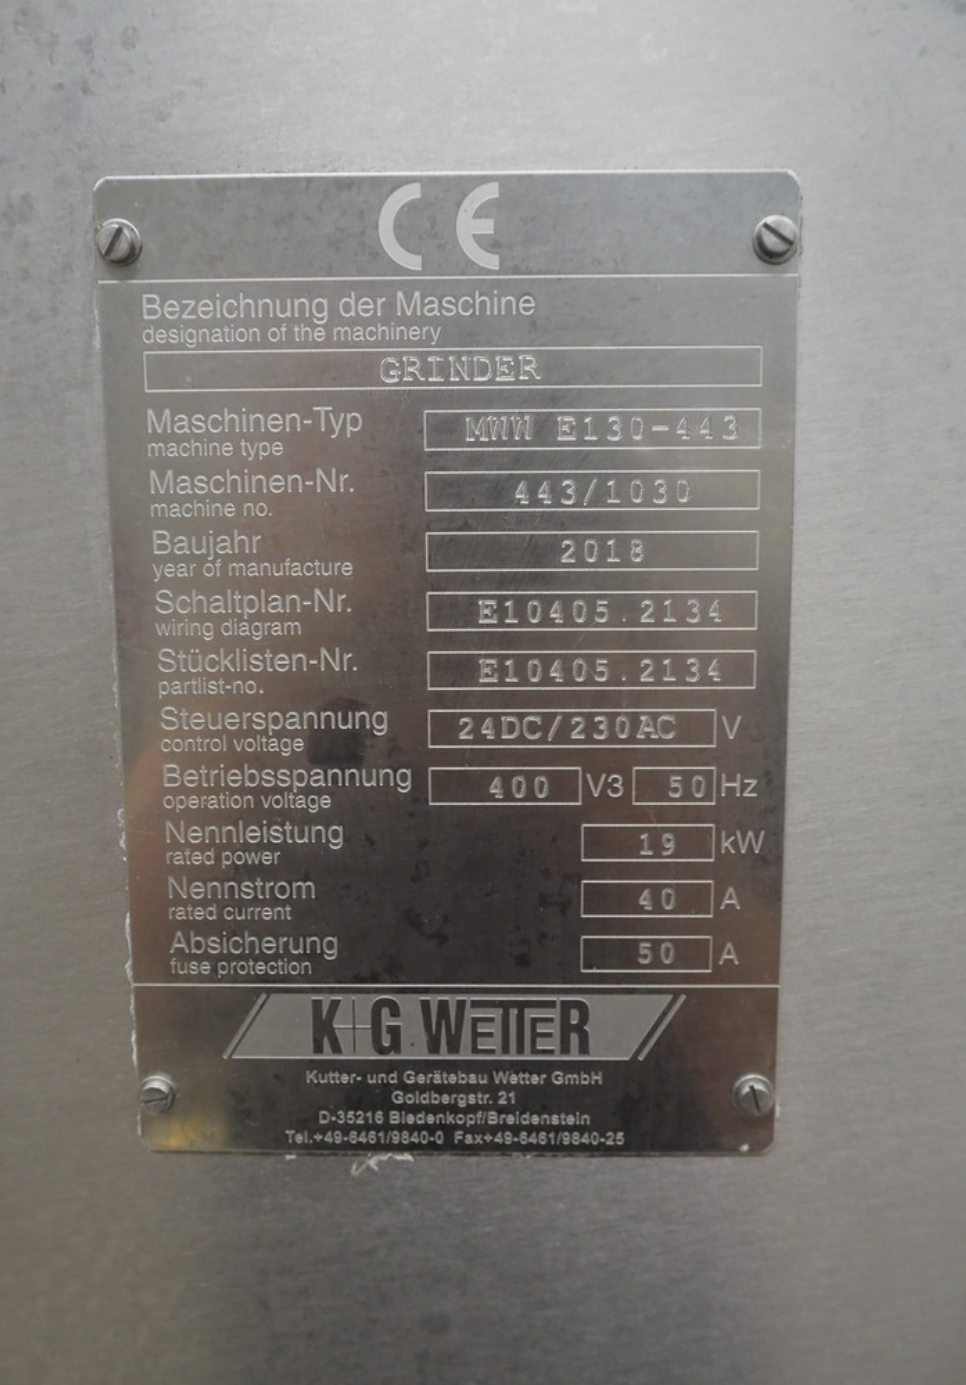 CE
Bezeichnung der Maschine
designation of the machinery
GRINDER
Maschinen-Typ MWW E130-443
machine type
Maschinen-Nr. 443/1030
machine no.
Baujahr 2018
year of manufacture
Schaltplan-Nr. E10405.2134
wiring diagram
Stücklisten-Nr. E10405.2134
partlist-no.
Steuerspannung 24DC/230AC V
control voltage
Betriebsspannung 400 V3 50 Hz
operation voltage
Nennleistung 19 kW
rated power
Nennstrom 40 A
rated current
Absicherung 50 A
fuse protection
K+G WETTER
Kutter- und Gerätebau Wetter GmbH
Goldbergstr. 21
D-35216 Biedenkopf/Breidenstein
Tel.+49-6461/9840-0 Fax+49-6461/9840-25